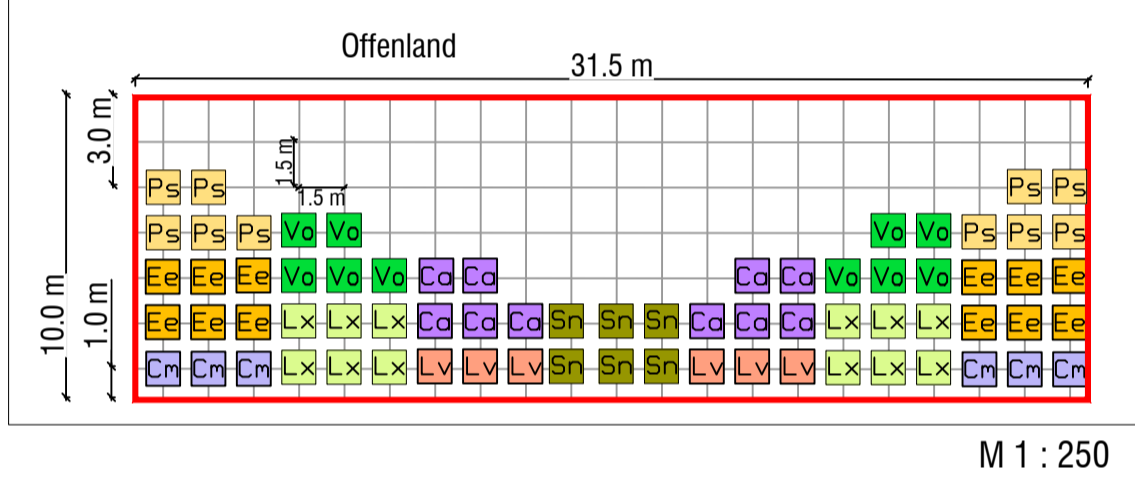 Offenland
31.5 m
3.0 m
1.5 m
1.5 m
10.0 m
1.0 m
Ps Ps Ps Ps
Ps Ps Ps Vo Vo Vo Vo Ps Ps Ps
Ee Ee Ee Vo Vo Vo Ca Ca Ca Ca Vo Vo Vo Ee Ee Ee
Ee Ee Ee Lx Lx Lx Ca Ca Ca Sn Sn Sn Ca Ca Ca Lx Lx Lx Ee Ee Ee
Cm Cm Cm Lx Lx Lx Lv Lv Lv Sn Sn Sn Lv Lv Lv Lx Lx Lx Cm Cm Cm
M 1 : 250